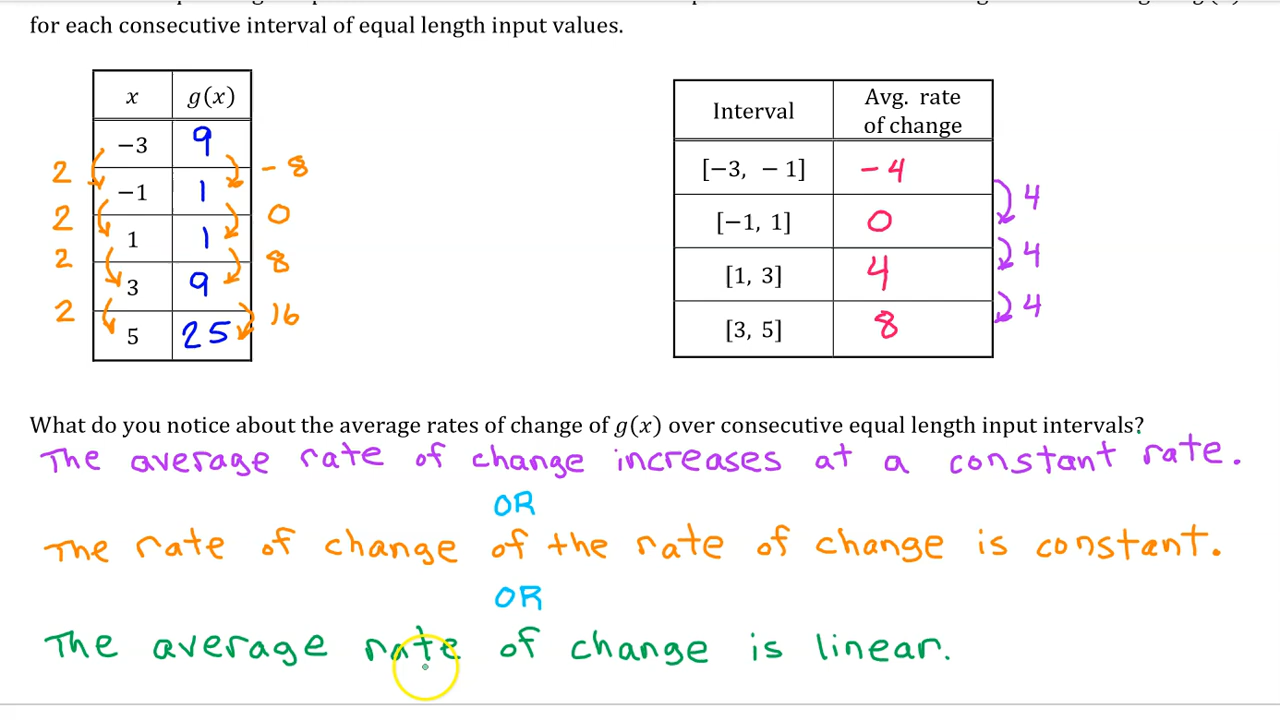 for each consecutive interval of equal length input values.
x g(x)
−3 9
−1 1
1 1
3 9
5 25
2
2
2
2
-8
0
8
16
Interval Avg. rate of change
[−3, − 1] -4
[−1, 1] 0
[1, 3] 4
[3, 5] 8
4
4
4
What do you notice about the average rates of change of g(x) over consecutive equal length input intervals?
The average rate of change increases at a constant rate.
OR
The rate of change of the rate of change is constant.
OR
The average rate of change is linear.